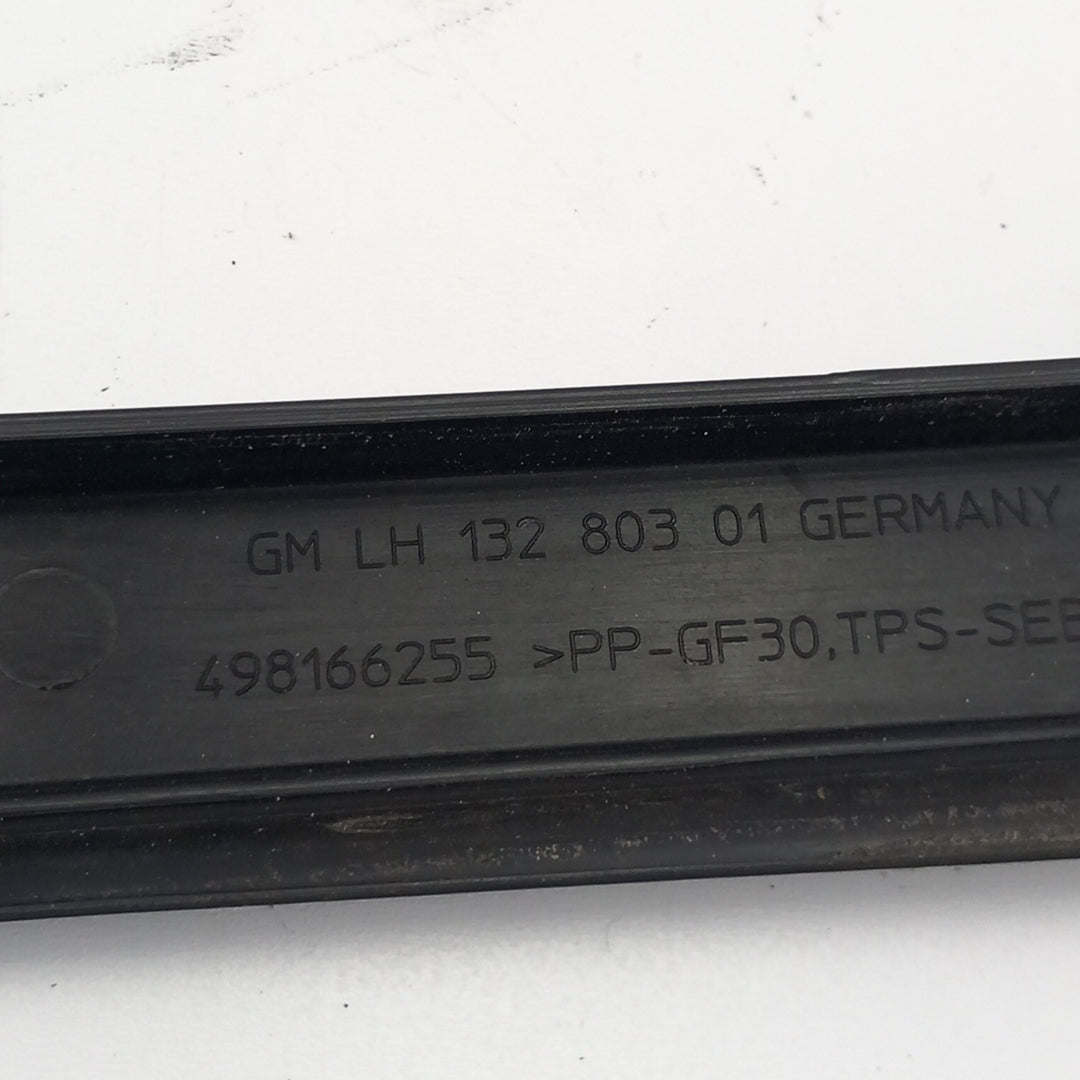 GM LH 132 803 01 GERMANY
498166255 >PP-GF30,TPS-SEB